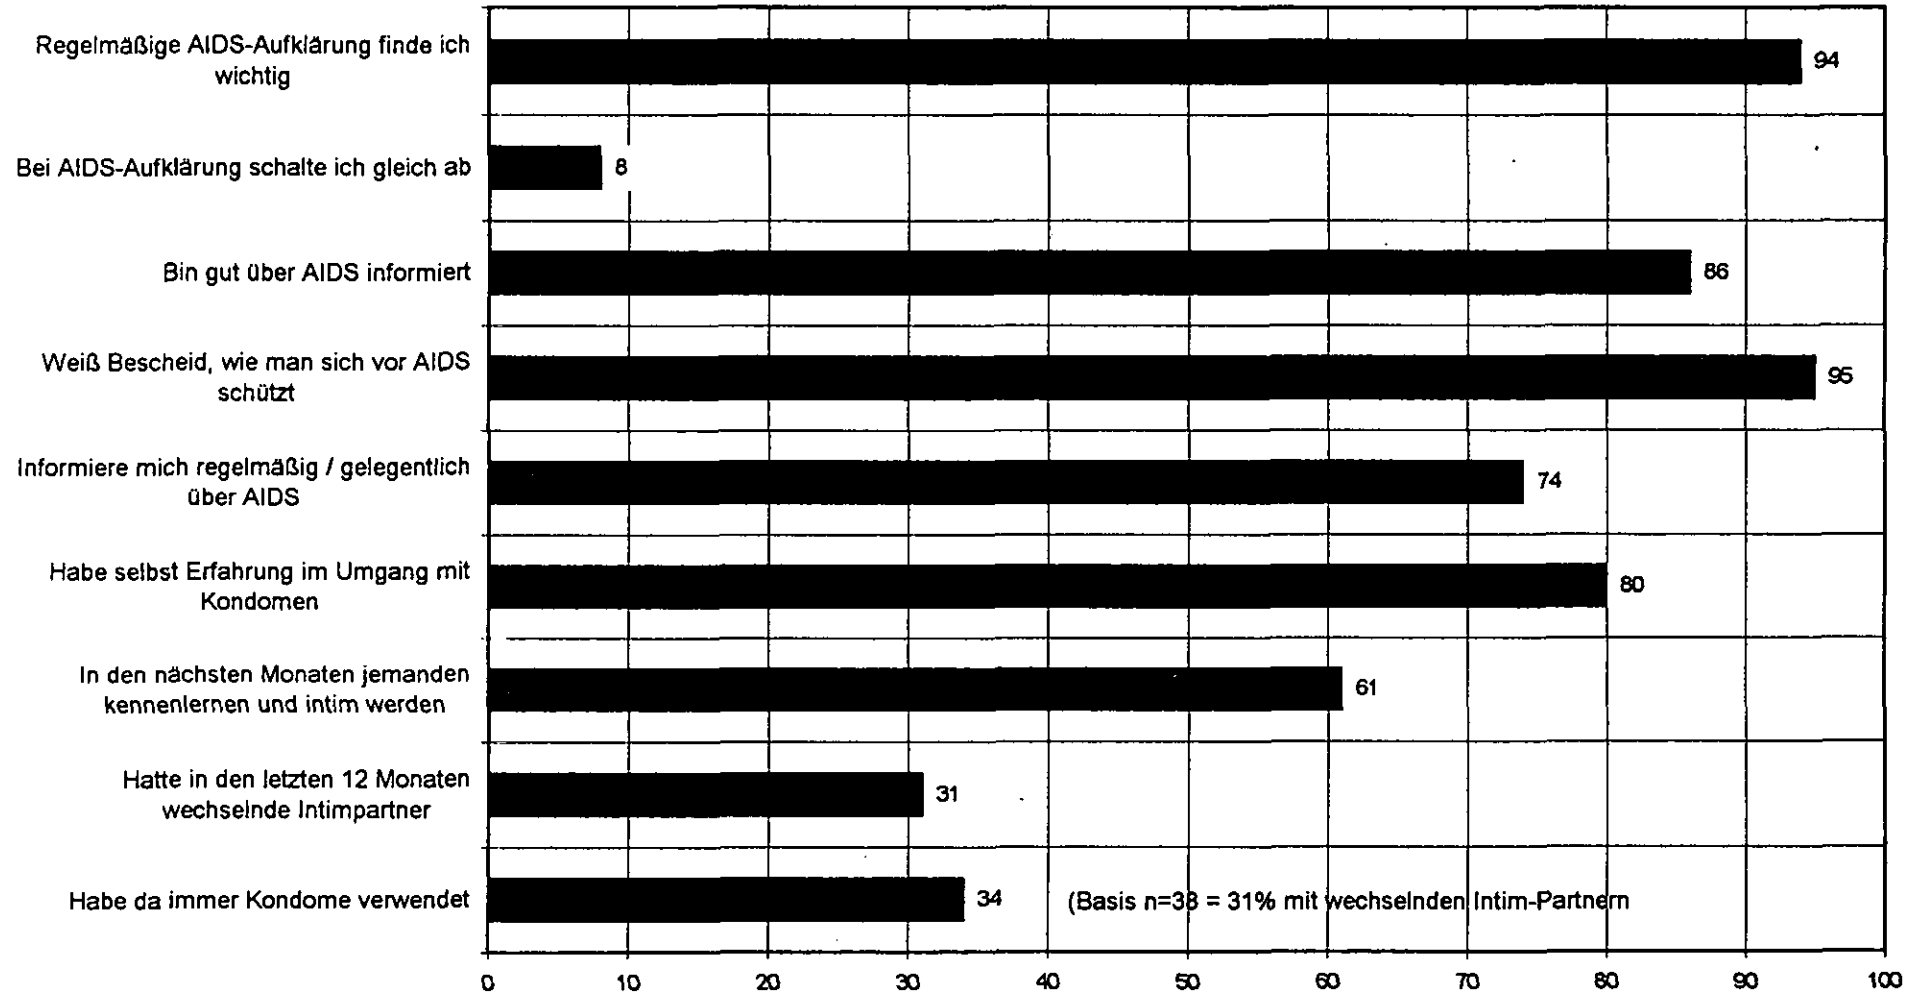 Regelmäßige AIDS-Aufklärung finde ich
wichtig
94
Bei AIDS-Aufklärung schalte ich gleich ab
8
Bin gut über AIDS informiert
86
Weiß Bescheid, wie man sich vor AIDS
schützt
95
Informiere mich regelmäßig / gelegentlich
über AIDS
74
Habe selbst Erfahrung im Umgang mit
Kondomen
80
In den nächsten Monaten jemanden
kennenlernen und intim werden
61
Hatte in den letzten 12 Monaten
wechselnde Intimpartner
31
Habe da immer Kondome verwendet
34
(Basis n=38 = 31% mit wechselnden Intim-Partnern
0 10 20 30 40 50 60 70 80 90 100